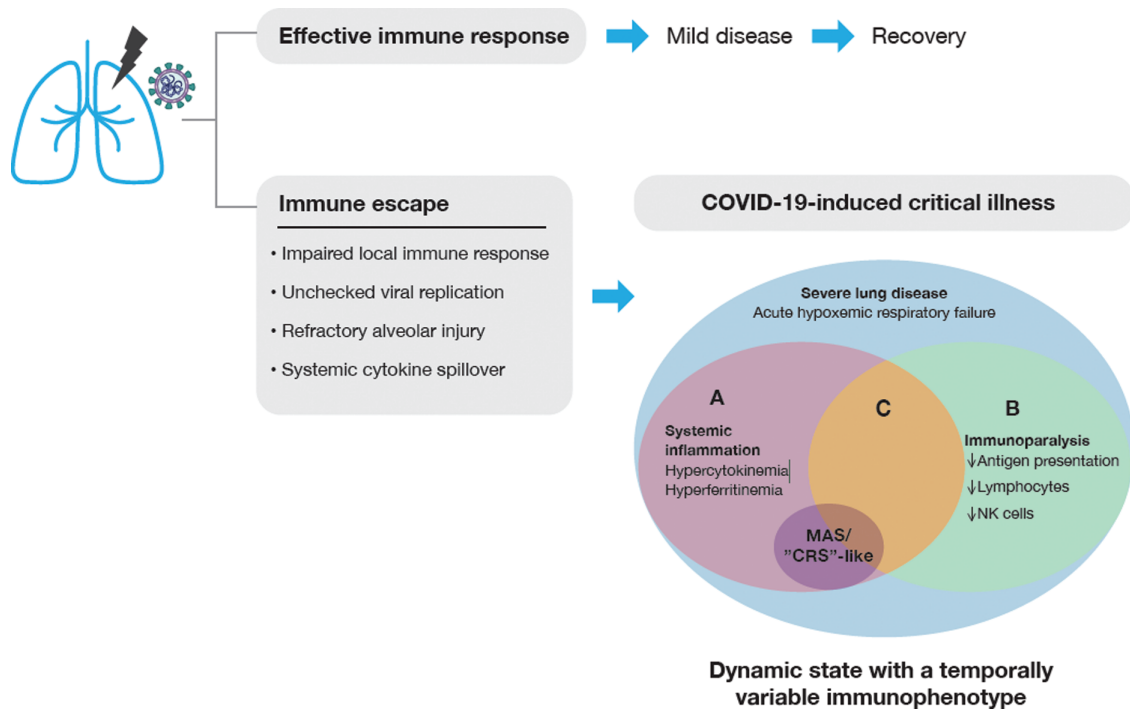 Effective immune response
Mild disease
Recovery
Immune escape
• Impaired local immune response
• Unchecked viral replication
• Refractory alveolar injury
• Systemic cytokine spillover
COVID-19-induced critical illness
Severe lung disease
Acute hypoxemic respiratory failure
A
Systemic
inflammation
Hypercytokinemia
Hyperferritinemia
C
B
Immunoparalysis
↓Antigen presentation
↓Lymphocytes
↓NK cells
MAS/
”CRS”-like
Dynamic state with a temporally
variable immunophenotype